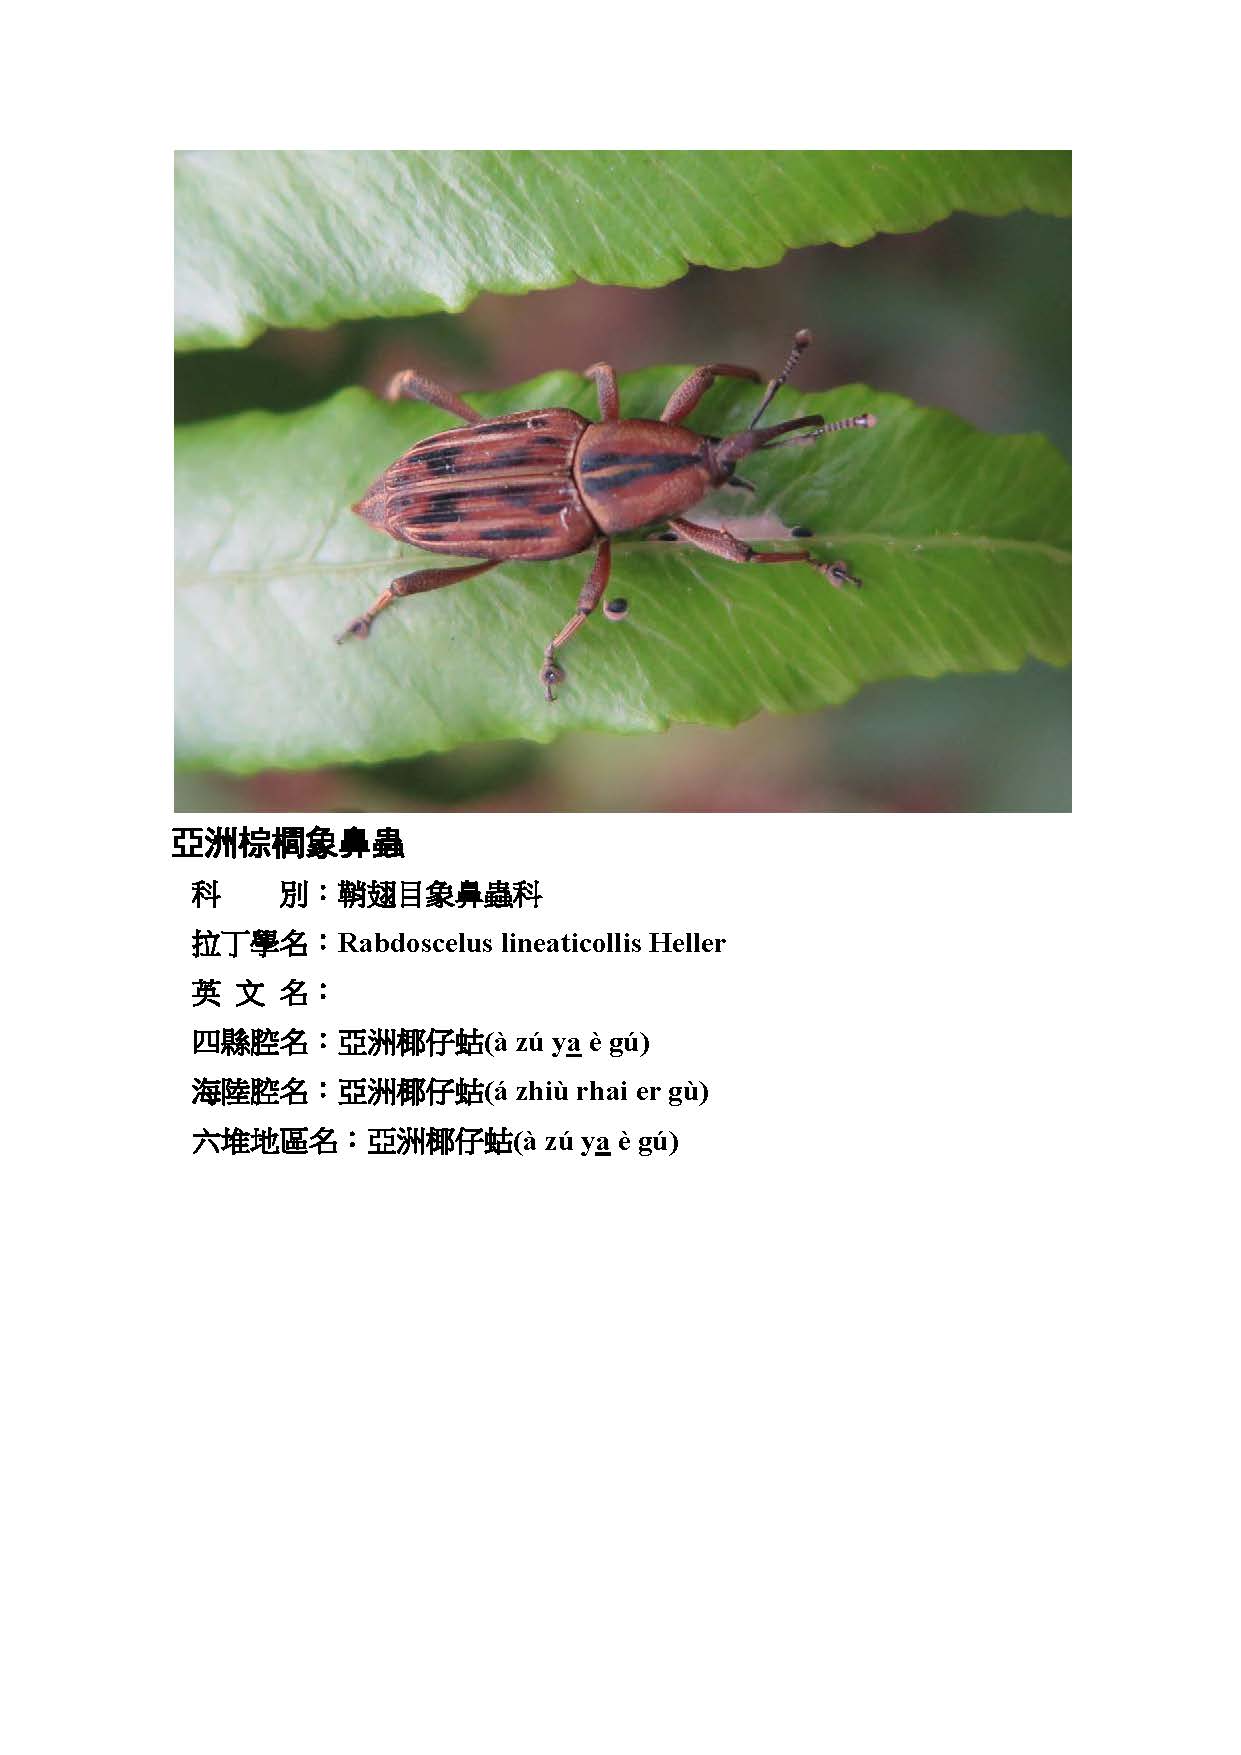 亞洲棕櫚象鼻蟲
科　　別：鞘翅目象鼻蟲科
拉丁學名：Rabdoscelus lineaticollis Heller
英 文 名：
四縣腔名：亞洲椰仔蛄(à zú ya è gú)
海陸腔名：亞洲椰仔蛄(á zhiù rhai er gù)
六堆地區名：亞洲椰仔蛄(à zú ya è gú)